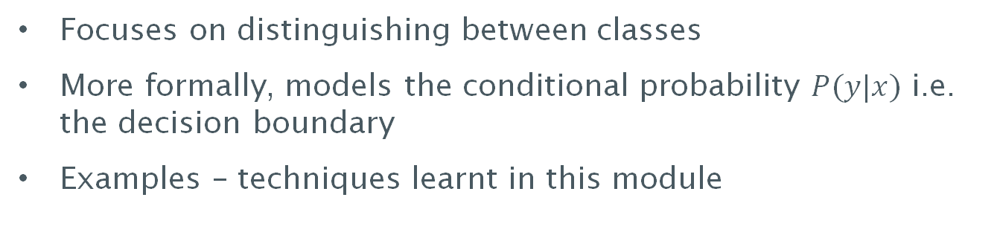 • Focuses on distinguishing between classes
• More formally, models the conditional probability P(y|x) i.e.
the decision boundary
• Examples – techniques learnt in this module